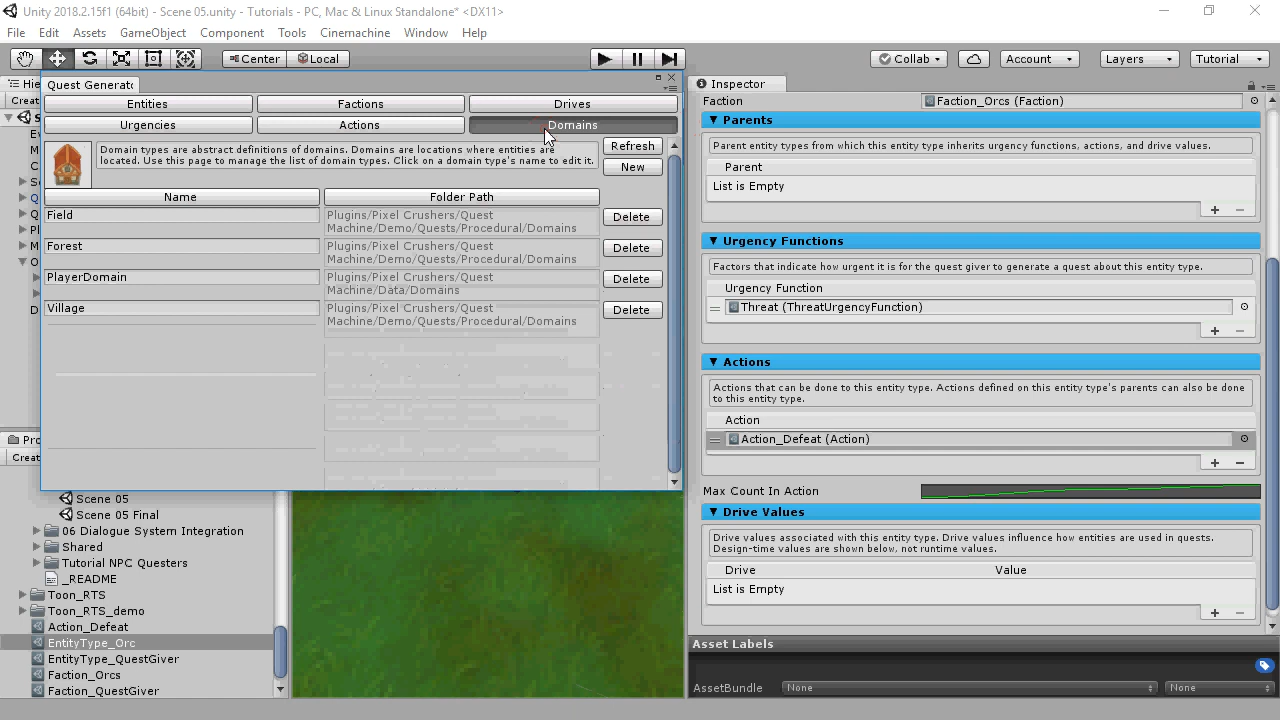 Unity 2018.2.15f1 (64bit) - Scene 05.unity - Tutorials - PC, Mac & Linux Standalone* <DX11>
File Edit Assets GameObject Component Tools Cinemachine Window Help
Center Local Collab Account Layers Tutorial
Quest Generato
Entities Factions Drives
Urgencies Actions Domains
Domain types are abstract definitions of domains. Domains are locations where entities are
located. Use this page to manage the list of domain types. Click on a domain type's name to edit it.
Refresh
New
Name Folder Path
Field Plugins/Pixel Crushers/Quest
Machine/Demo/Quests/Procedural/Domains Delete
Forest Plugins/Pixel Crushers/Quest
Machine/Demo/Quests/Procedural/Domains Delete
PlayerDomain Plugins/Pixel Crushers/Quest
Machine/Data/Domains Delete
Village Plugins/Pixel Crushers/Quest
Machine/Demo/Quests/Procedural/Domains Delete
Scene 05
Scene 05 Final
06 Dialogue System Integration
Shared
Tutorial NPC Questers
_README
Toon_RTS
Toon_RTS_demo
Action_Defeat
EntityType_Orc
EntityType_QuestGiver
Faction_Orcs
Faction_QuestGiver
Inspector
Faction Faction_Orcs (Faction)
Parents
Parent entity types from which this entity type inherits urgency functions, actions, and drive values.
Parent
List is Empty
Urgency Functions
Factors that indicate how urgent it is for the quest giver to generate a quest about this entity type.
Urgency Function
Threat (ThreatUrgencyFunction)
Actions
Actions that can be done to this entity type. Actions defined on this entity type's parents can also be done
to this entity type.
Action
Action_Defeat (Action)
Max Count In Action
Drive Values
Drive values associated with this entity type. Drive values influence how entities are used in quests.
Design-time values are shown below, not runtime values.
Drive Value
List is Empty
Asset Labels
AssetBundle None None